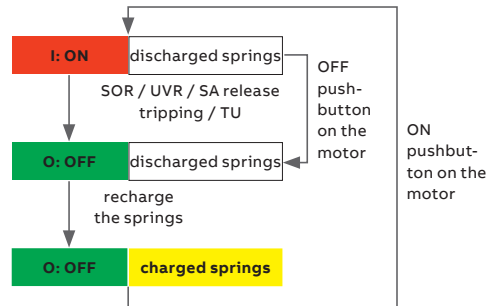 I: ON
discharged springs
SOR / UVR / SA release
tripping / TU
OFF
push-
button
on the
motor
ON
pushbut-
ton on the
motor
O: OFF
discharged springs
recharge
the springs
O: OFF
charged springs